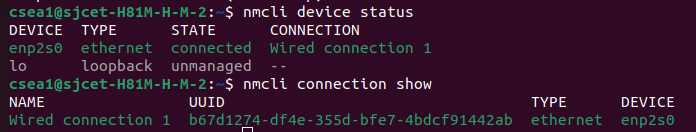 csea1@sjcet-H81M-H-M-2:~$ nmcli device status
DEVICE  TYPE      STATE      CONNECTION
enp2s0  ethernet  connected  Wired connection 1
lo      loopback  unmanaged  --
csea1@sjcet-H81M-H-M-2:~$ nmcli connection show
NAME                UUID                                  TYPE      DEVICE
Wired connection 1  b67d1274-df4e-355d-bfe7-4bdcf91442ab  ethernet  enp2s0